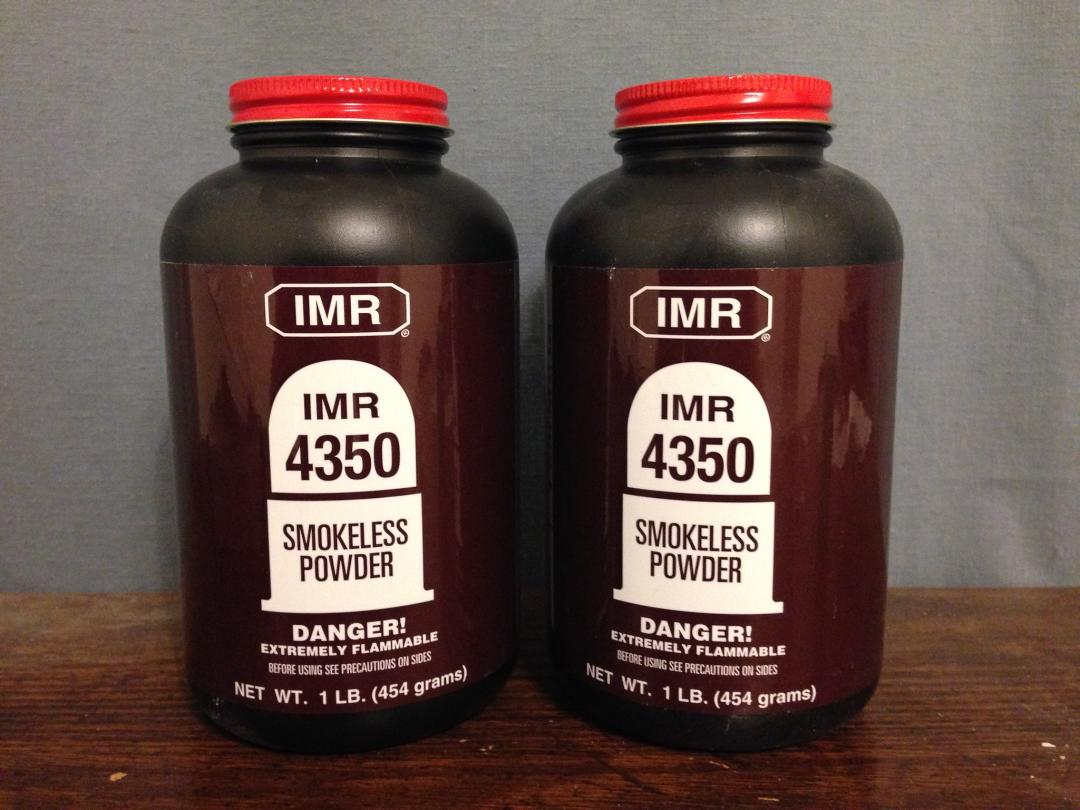 IMR®
IMR
4350
SMOKELESS
POWDER
DANGER!
EXTREMELY FLAMMABLE
BEFORE USING SEE PRECAUTIONS ON SIDES
NET WT. 1 LB. (454 grams)
IMR®
IMR
4350
SMOKELESS
POWDER
DANGER!
EXTREMELY FLAMMABLE
BEFORE USING SEE PRECAUTIONS ON SIDES
NET WT. 1 LB. (454 grams)